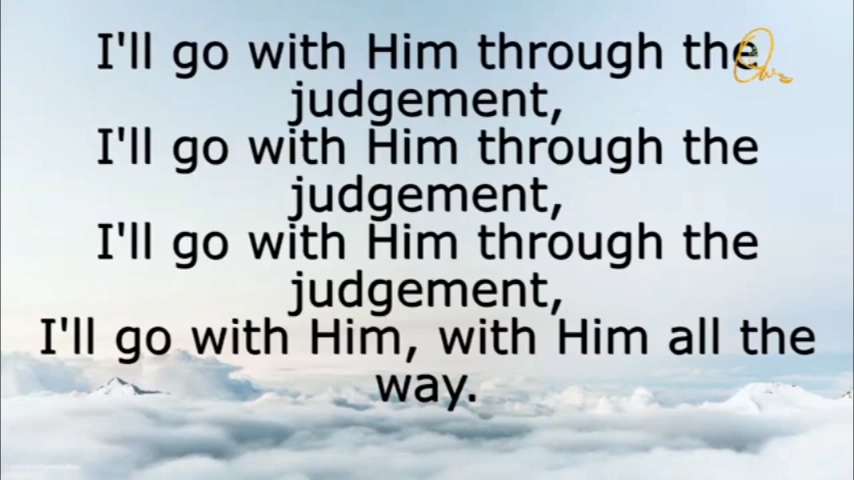 I'll go with Him through the
judgement,
I'll go with Him through the
judgement,
I'll go with Him through the
judgement,
I'll go with Him, with Him all the
way.